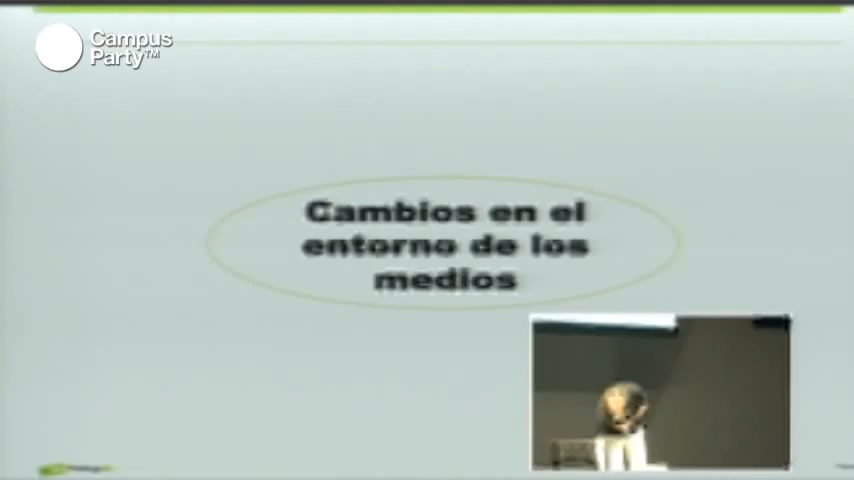 Campus
Party™
Cambios en el
entorno de los
medios